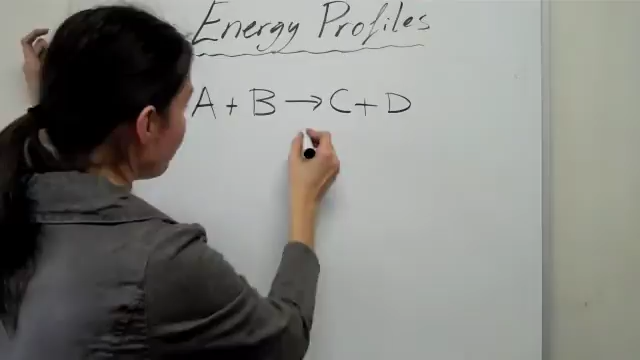 Energy Profiles
A + B → C + D